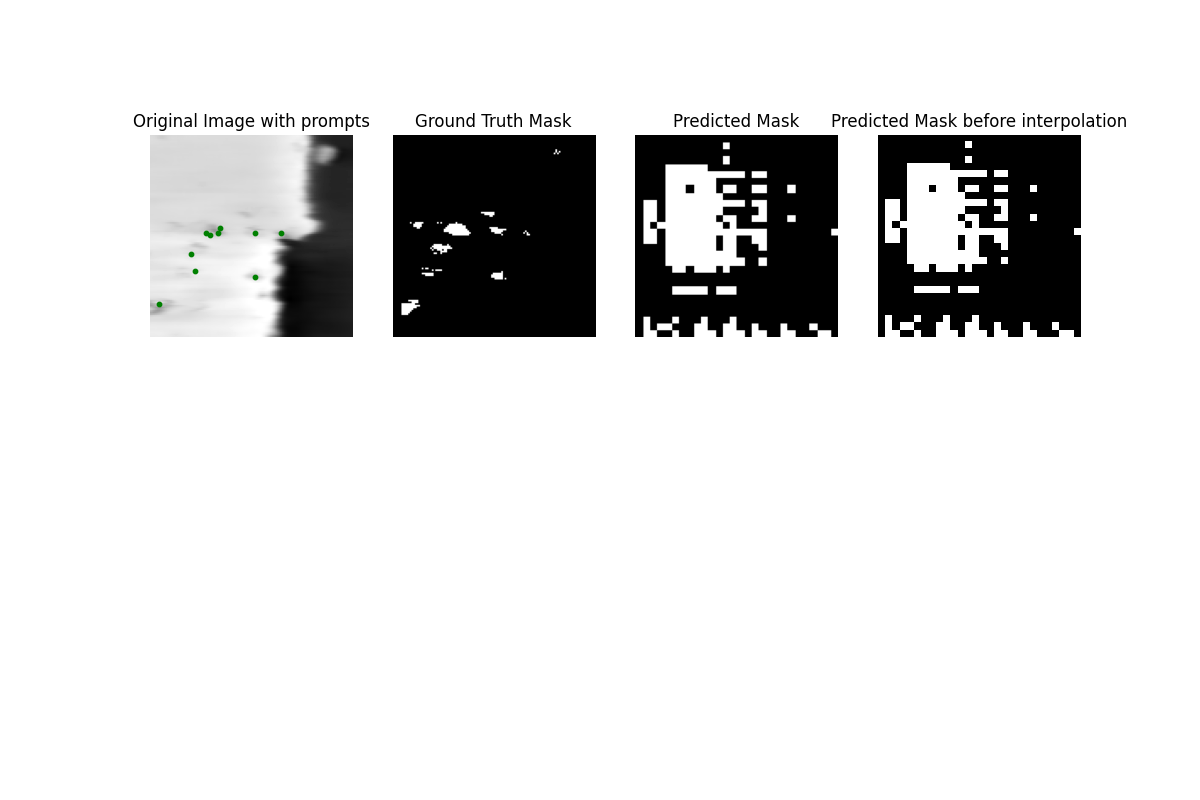 Original Image with prompts
Ground Truth Mask
Predicted Mask
Predicted Mask before interpolation